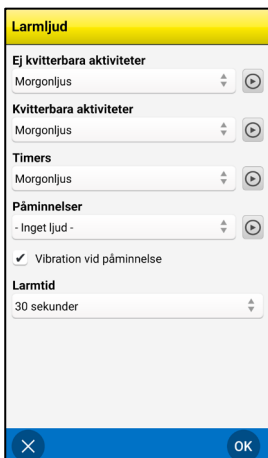 Larmljud
Ej kvitterbara aktiviteter
Morgonljus
Kvitterbara aktiviteter
Morgonljus
Timers
Morgonljus
Påminnelser
- Inget ljud -
Vibration vid påminnelse
Larmtid
30 sekunder
OK